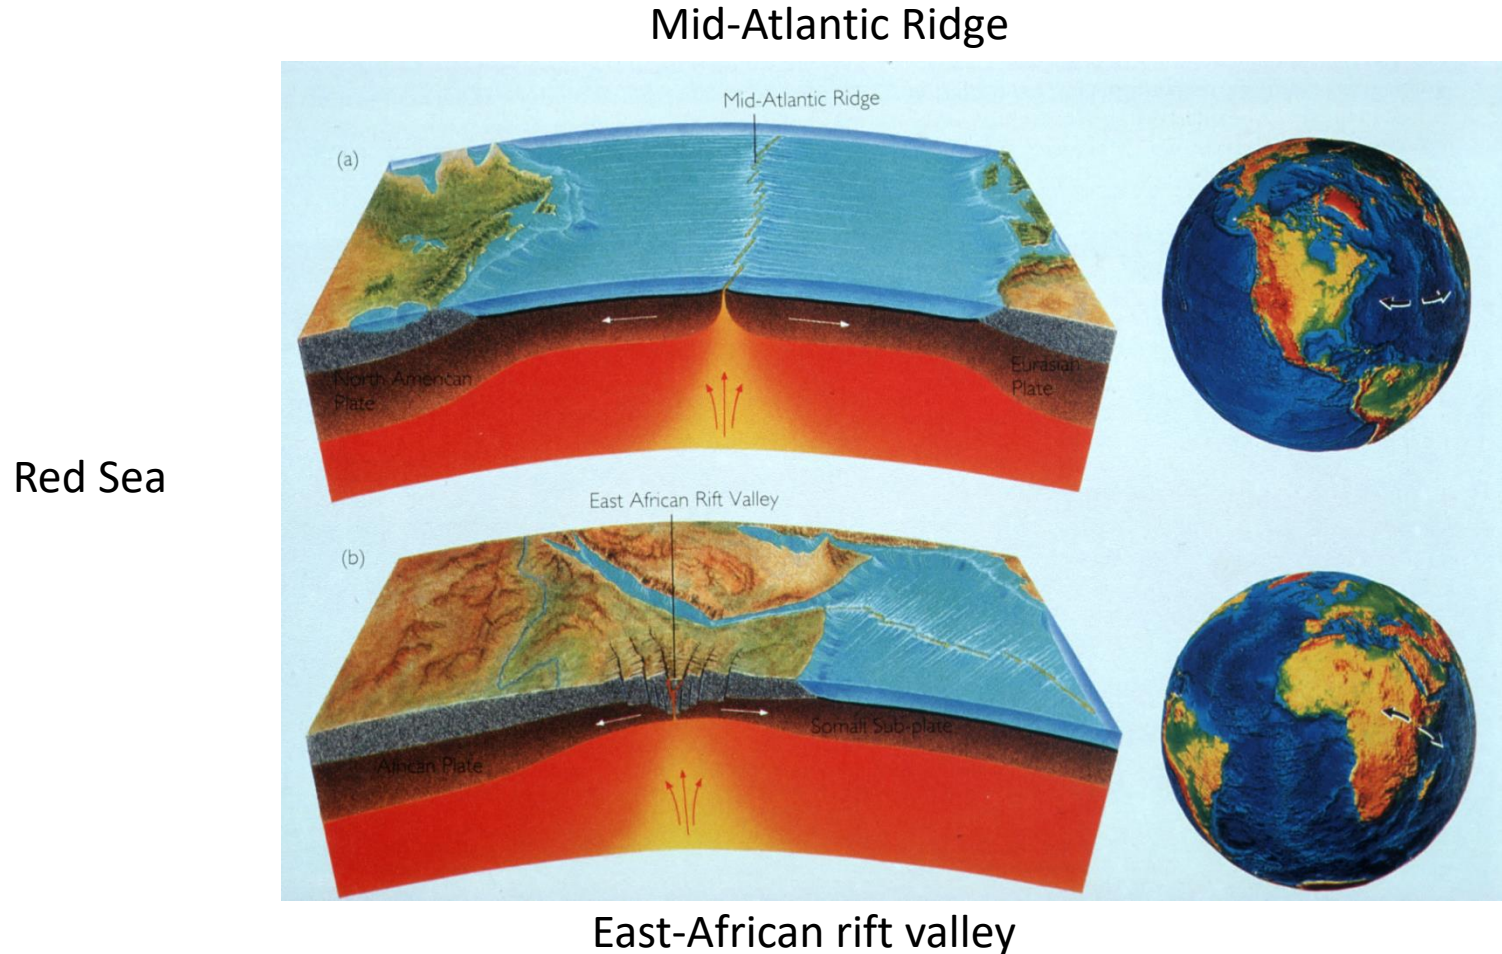 Mid-Atlantic Ridge
Mid-Atlantic Ridge
(a)
North American
Plate
Eurasian
Plate
Red Sea
East African Rift Valley
(b)
Somali Sub-plate
African Plate
East-African rift valley